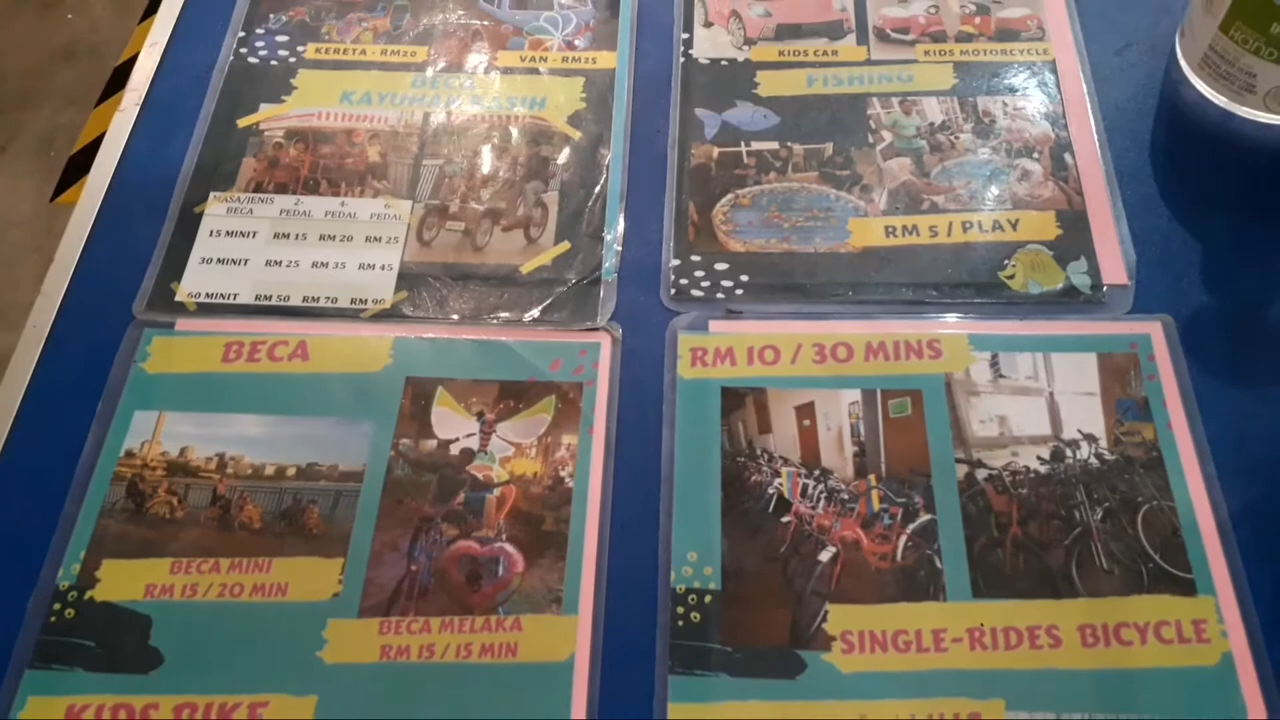 KERETA - RM20
VAN - RM25
BECA
KAYUHAN KASIH
MASA/JENIS BECA 2-PEDAL 4-PEDAL 6-PEDAL
15 MINIT RM 15 RM 20 RM 25
30 MINIT RM 25 RM 35 RM 45
60 MINIT RM 50 RM 70 RM 90
KIDS CAR
KIDS MOTORCYCLE
FISHING
RM 5 / PLAY
BECA
BECA MINI
RM 15 / 20 MIN
BECA MELAKA
RM 15 / 15 MIN
KIDS BIKE
RM 10 / 30 MINS
SINGLE-RIDES BICYCLE